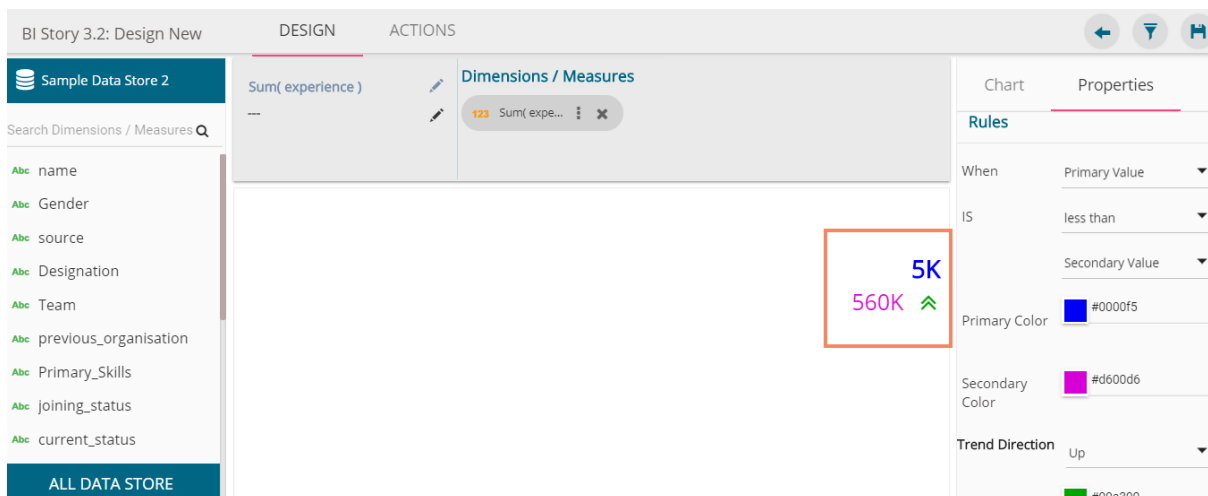 BI Story 3.2: Design New
DESIGN
ACTIONS
Sample Data Store 2
Search Dimensions / Measures
Abc name
Abc Gender
Abc source
Abc Designation
Abc Team
Abc previous_organisation
Abc Primary_Skills
Abc joining_status
Abc current_status
ALL DATA STORE
Sum( experience )
---
Dimensions / Measures
123 Sum( expe...
5K
560K
Chart
Properties
Rules
When
Primary Value
IS
less than
Secondary Value
Primary Color
#0000f5
Secondary
Color
#d600d6
Trend Direction
Up